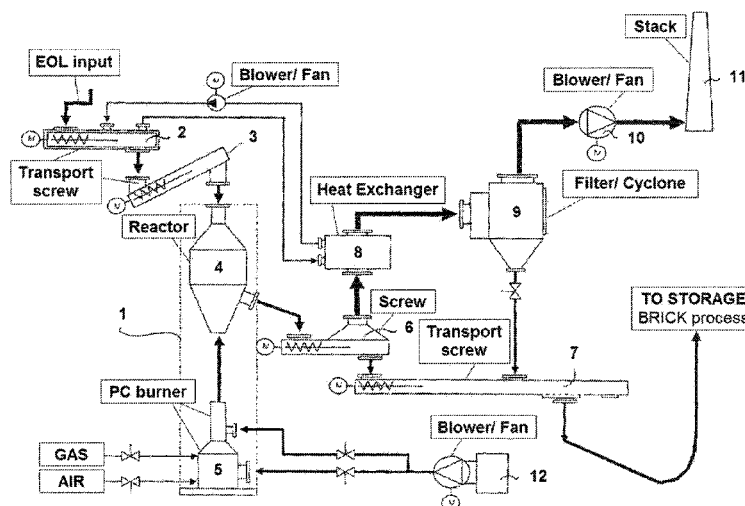 Stack
11
EOL input
Blower/ Fan
M
Blower/ Fan
10
M
2
3
M
Transport
screw
M
Heat Exchanger
9
Filter/ Cyclone
Reactor
4
8
1
Screw
6
TO STORAGE
BRICK process
M
Transport
screw
7
M
PC burner
Blower/ Fan
GAS
5
12
AIR
M